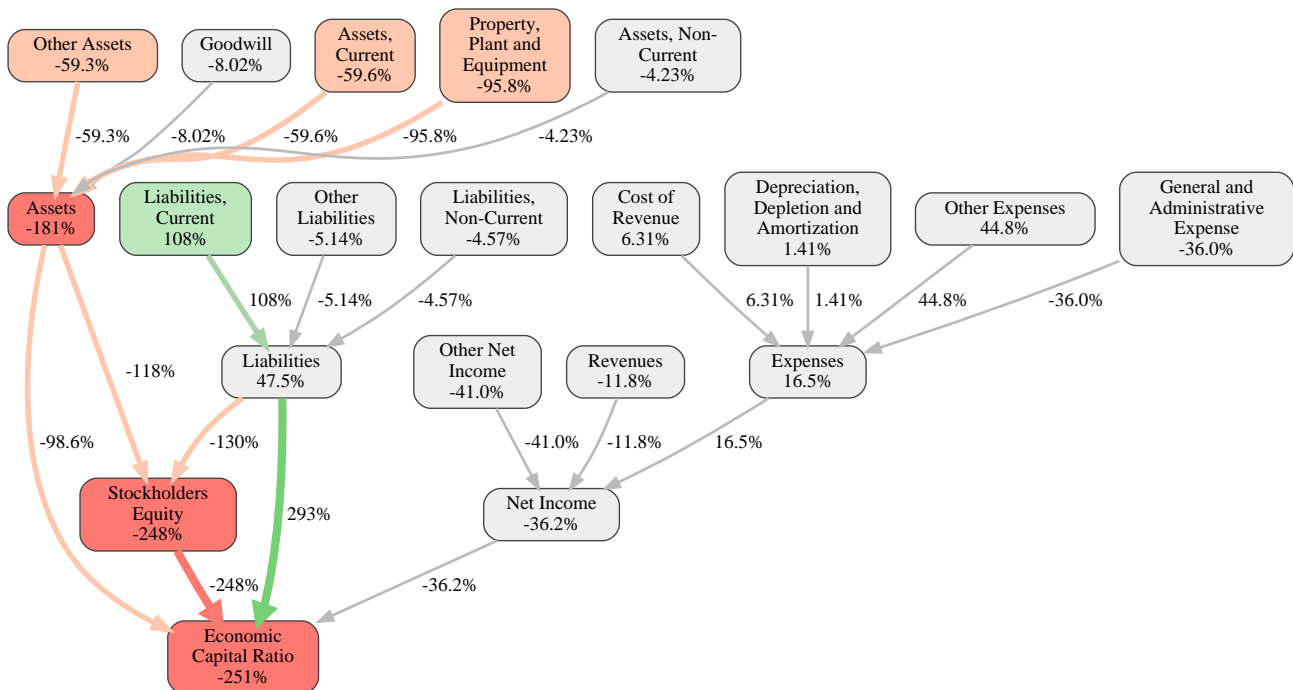 Other Assets
-59.3%
Goodwill
-8.02%
Assets,
Current
-59.6%
Property,
Plant and
Equipment
-95.8%
Assets, Non-
Current
-4.23%
-59.3%
-8.02%
-59.6%
-95.8%
-4.23%
Assets
-181%
Liabilities,
Current
108%
Other
Liabilities
-5.14%
Liabilities,
Non-Current
-4.57%
Cost of
Revenue
6.31%
Depreciation,
Depletion and
Amortization
1.41%
Other Expenses
44.8%
General and
Administrative
Expense
-36.0%
108%
-5.14%
-4.57%
6.31%
1.41%
44.8%
-36.0%
-118%
Liabilities
47.5%
Other Net
Income
-41.0%
Revenues
-11.8%
Expenses
16.5%
-98.6%
-130%
-41.0%
-11.8%
16.5%
Stockholders
Equity
-248%
293%
Net Income
-36.2%
-248%
-36.2%
Economic
Capital Ratio
-251%